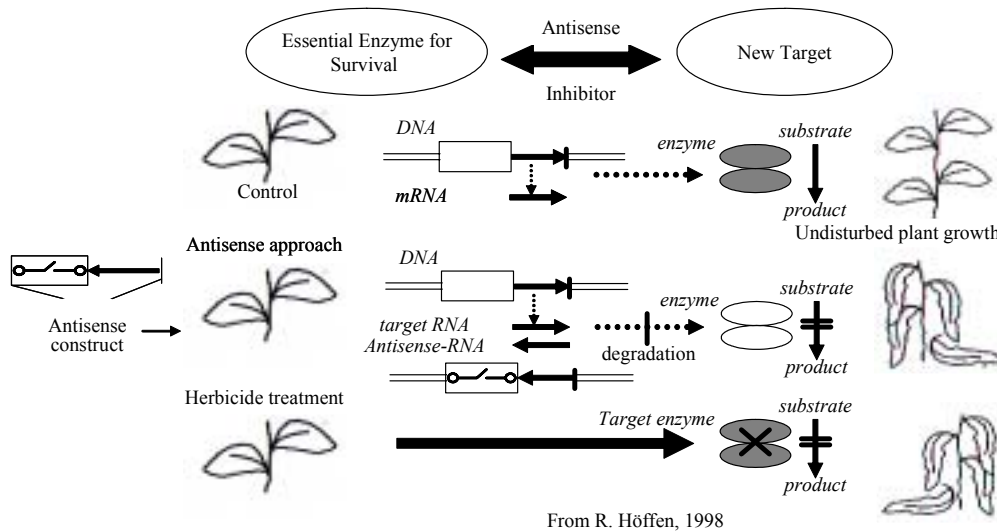 Essential Enzyme for
Survival
Antisense
Inhibitor
New Target
Control
DNA
mRNA
enzyme
substrate
product
Undisturbed plant growth
Antisense approach
Antisense
construct
DNA
target RNA
Antisense-RNA
degradation
enzyme
substrate
product
Herbicide treatment
Target enzyme
substrate
product
From R. Höffen, 1998